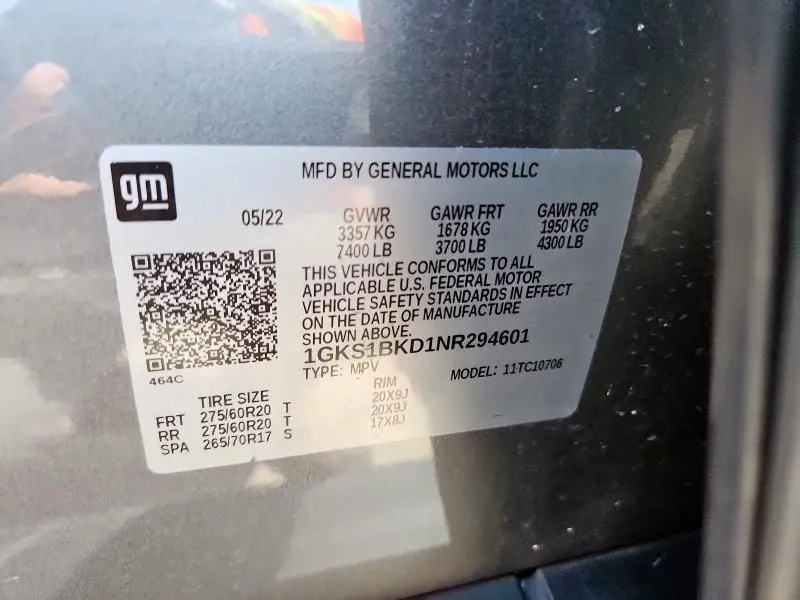 gm
MFD BY GENERAL MOTORS LLC
05/22 GVWR GAWR FRT GAWR RR
3357 KG 1678 KG 1950 KG
7400 LB 3700 LB 4300 LB
THIS VEHICLE CONFORMS TO ALL
APPLICABLE U.S. FEDERAL MOTOR
VEHICLE SAFETY STANDARDS IN EFFECT
ON THE DATE OF MANUFACTURE
SHOWN ABOVE.
1GKS1BKD1NR294601
TYPE: MPV MODEL: 11TC10706
464C
TIRE SIZE RIM
FRT 275/60R20 T 20X9J
RR 275/60R20 T 20X9J
SPA 265/70R17 S 17X8J